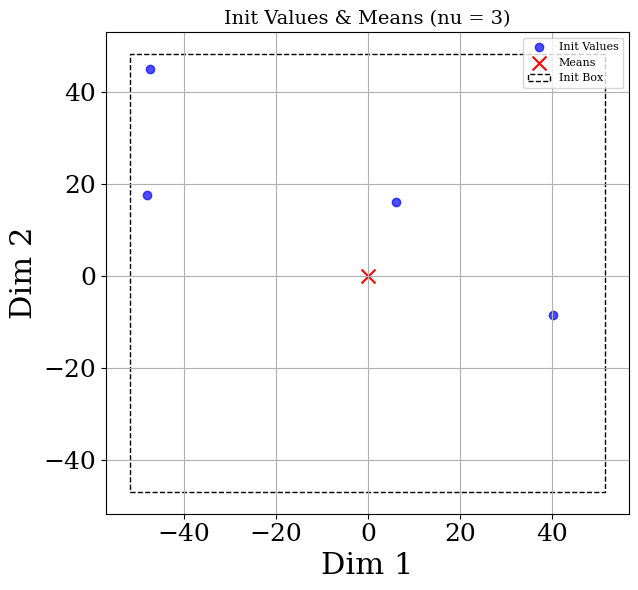 Init Values & Means (nu = 3)
Init Values
Means
Init Box
Dim 2
40
20
0
−20
−40
−40
−20
0
20
40
Dim 1